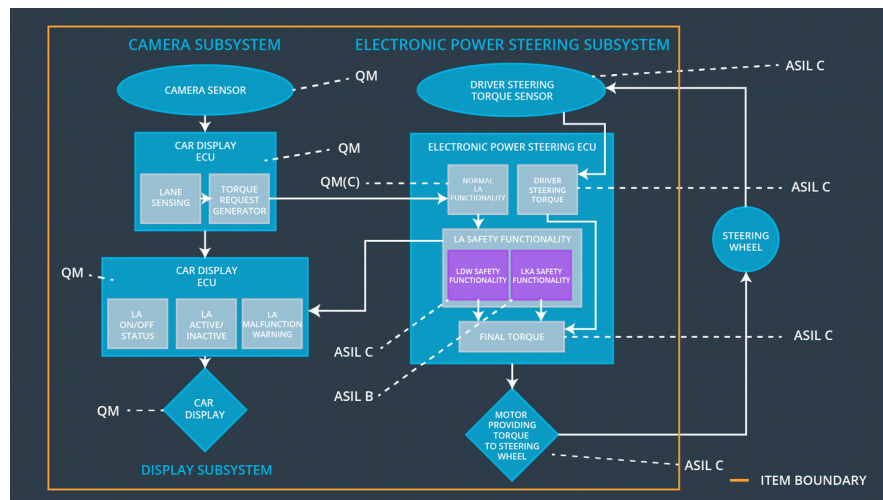 CAMERA SUBSYSTEM
ELECTRONIC POWER STEERING SUBSYSTEM
CAMERA SENSOR
QM
DRIVER STEERING
TORQUE SENSOR
ASIL C
CAR DISPLAY
ECU
QM
LANE
SENSING
TORQUE
REQUEST
GENERATOR
ELECTRONIC POWER STEERING ECU
QM(C)
NORMAL
LA
FUNCTIONALITY
DRIVER
STEERING
TORQUE
ASIL C
STEERING
WHEEL
LA SAFETY FUNCTIONALITY
LDW SAFETY
FUNCTIONALITY
LKA SAFETY
FUNCTIONALITY
QM
CAR DISPLAY
ECU
LA
ON/OFF
STATUS
LA
ACTIVE/
INACTIVE
LA
MALFUNCTION
WARNING
ASIL C
FINAL TORQUE
ASIL C
ASIL B
QM
CAR
DISPLAY
MOTOR
PROVIDING
TORQUE
TO STEERING
WHEEL
ASIL C
DISPLAY SUBSYSTEM
ITEM BOUNDARY